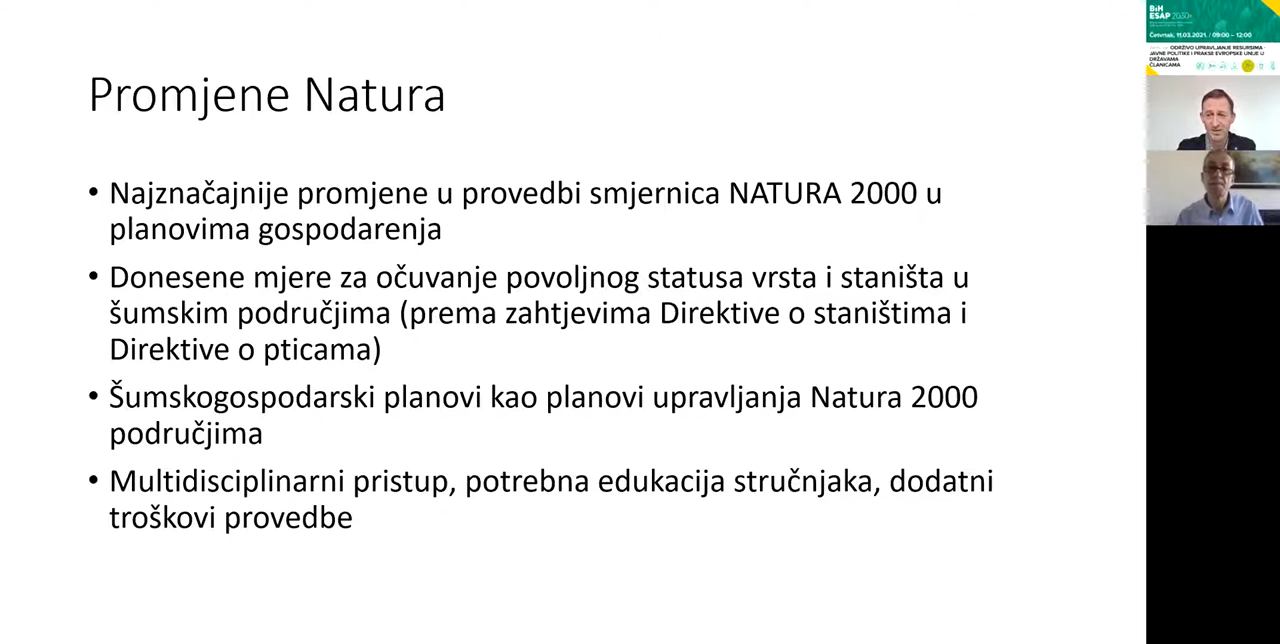 Promjene Natura
• Najznačajnije promjene u provedbi smjernica NATURA 2000 u
planovima gospodarenja
• Donesene mjere za očuvanje povoljnog statusa vrsta i staništa u
šumskim područjima (prema zahtjevima Direktive o staništima i
Direktive o pticama)
• Šumskogospodarski planovi kao planovi upravljanja Natura 2000
područjima
• Multidisciplinarni pristup, potrebna edukacija stručnjaka, dodatni
troškovi provedbe
BiH
ESAP 2030+
Četvrtak, 11.03.2021. / 09:00 – 12:00
ODRŽIVO UPRAVLJANJE RESURSIMA -
JAVNE POLITIKE I PRAKSE EVROPSKE UNIJE U
DRŽAVAMA
ČLANICAMA